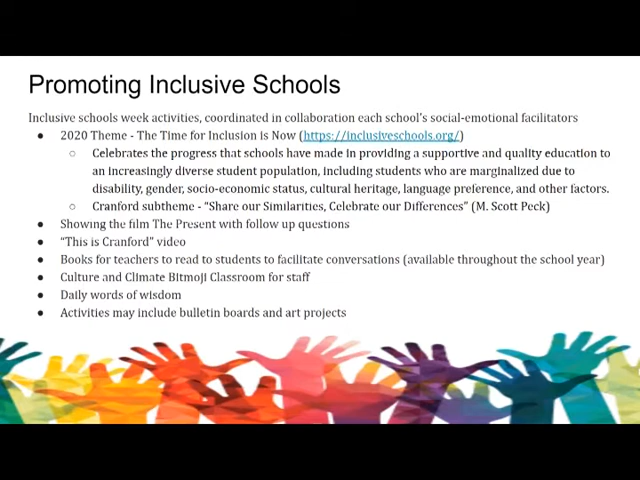 Promoting Inclusive Schools
Inclusive schools week activities, coordinated in collaboration each school's social-emotional facilitators
● 2020 Theme - The Time for Inclusion is Now (https://inclusiveschools.org/)
○ Celebrates the progress that schools have made in providing a supportive and quality education to
an increasingly diverse student population, including students who are marginalized due to
disability, gender, socio-economic status, cultural heritage, language preference, and other factors.
○ Cranford subtheme - “Share our Similarities, Celebrate our Differences” (M. Scott Peck)
● Showing the film The Present with follow up questions
● “This is Cranford” video
● Books for teachers to read to students to facilitate conversations (available throughout the school year)
● Culture and Climate Bitmoji Classroom for staff
● Daily words of wisdom
● Activities may include bulletin boards and art projects